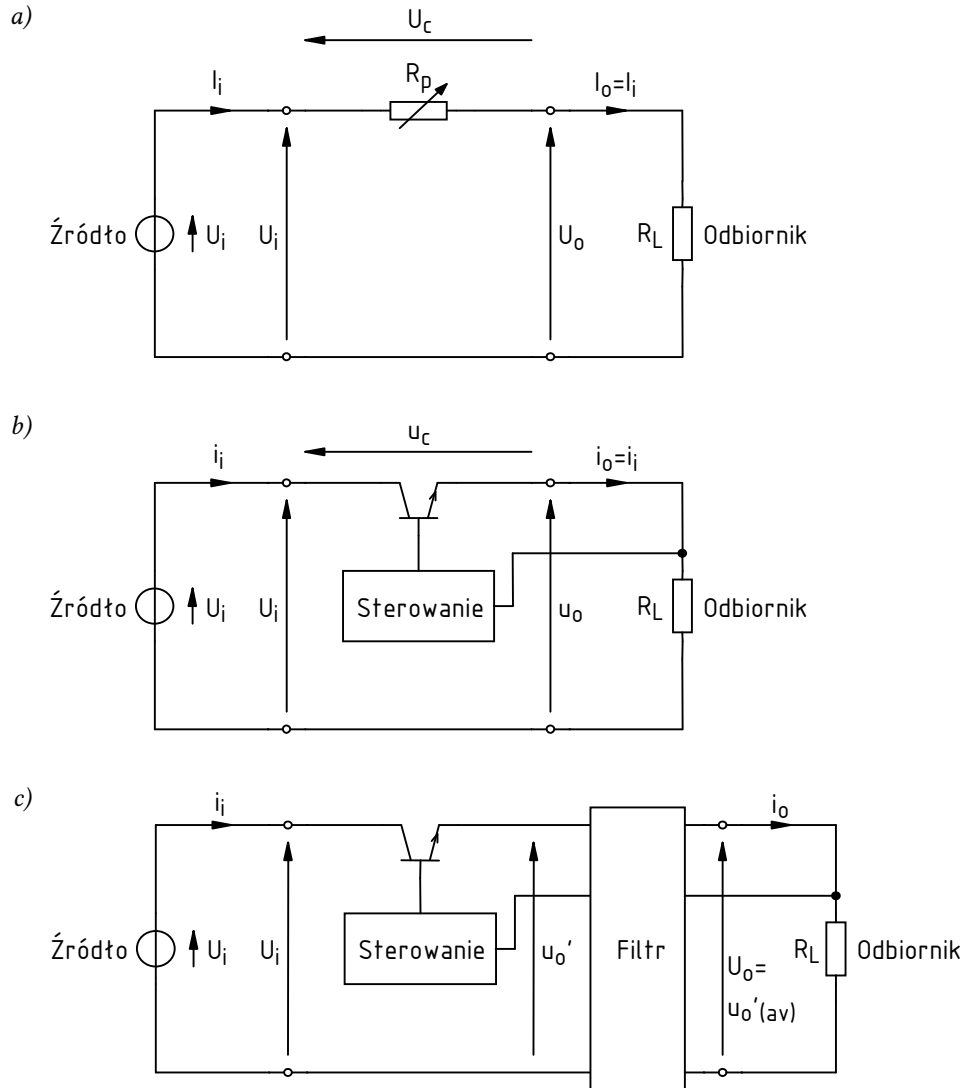 a)
U_c
I_i
R_p
I_o=I_i
Źródło
U_i
U_i
U_o
R_L
Odbiornik
b)
u_c
i_i
i_o=i_i
Źródło
U_i
U_i
Sterowanie
u_o
R_L
Odbiornik
c)
i_i
i_o
Źródło
U_i
U_i
Sterowanie
u_o'
Filtr
U_o=
u_o'(av)
R_L
Odbiornik